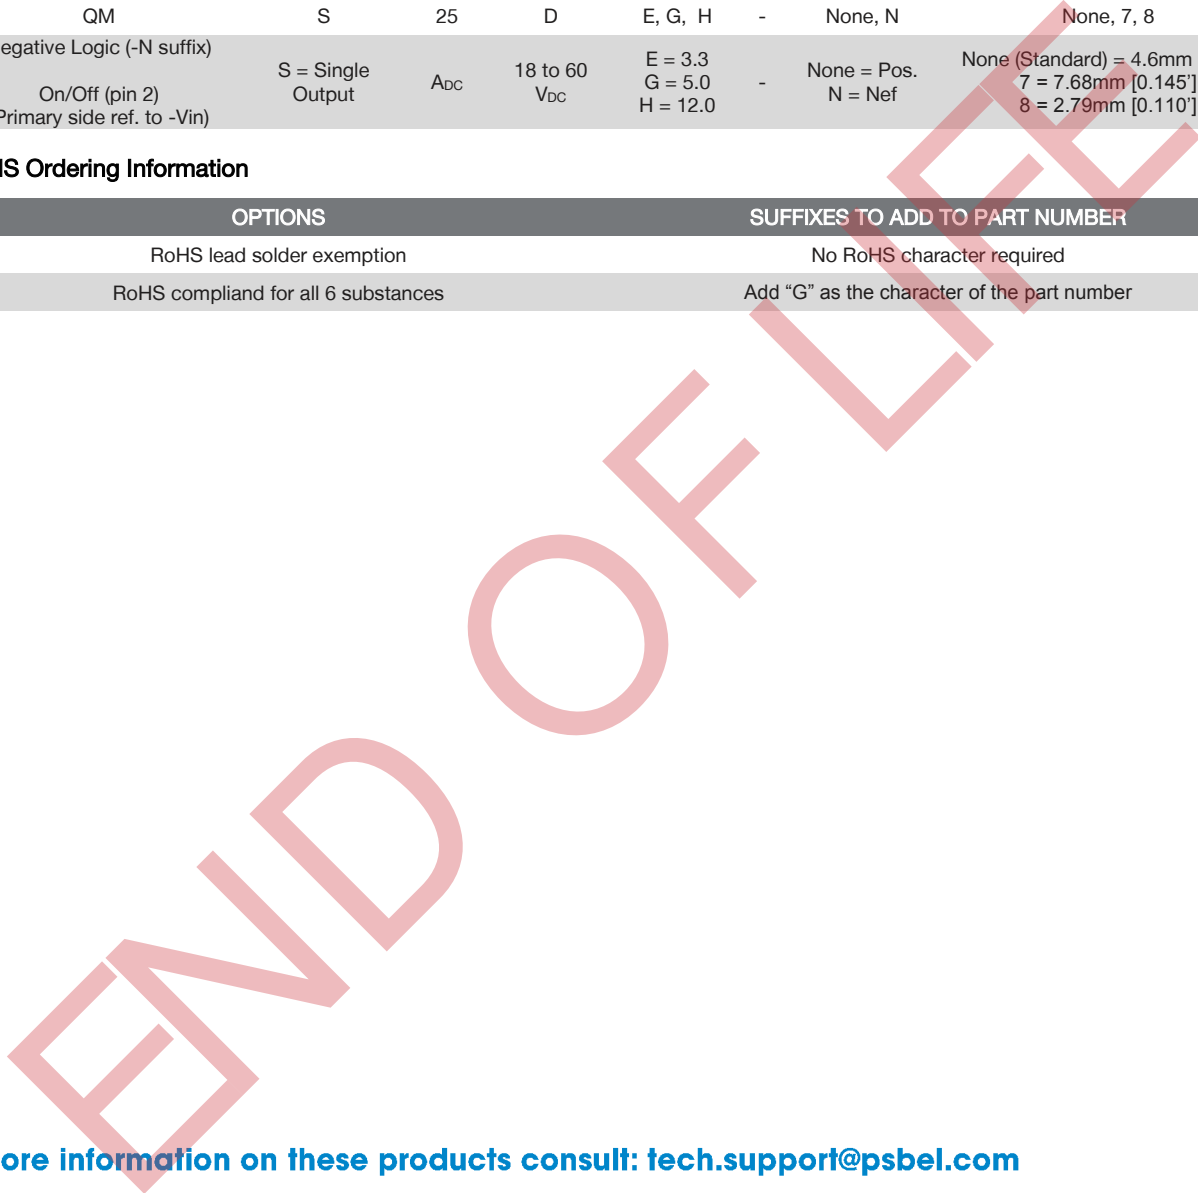 QM S 25 D E, G, H - None, N None, 7, 8
egative Logic (-N suffix)
On/Off (pin 2)
Primary side ref. to -Vin)
S = Single
Output
ADC
18 to 60
VDC
E = 3.3
G = 5.0
H = 12.0
-
None = Pos.
N = Nef
None (Standard) = 4.6mm
7 = 7.68mm [0.145’]
8 = 2.79mm [0.110’]
HS Ordering Information
OPTIONS SUFFIXES TO ADD TO PART NUMBER
RoHS lead solder exemption No RoHS character required
RoHS compliand for all 6 substances Add “G” as the character of the part number
END OF LIFE
ore information on these products consult: tech.support@psbel.com